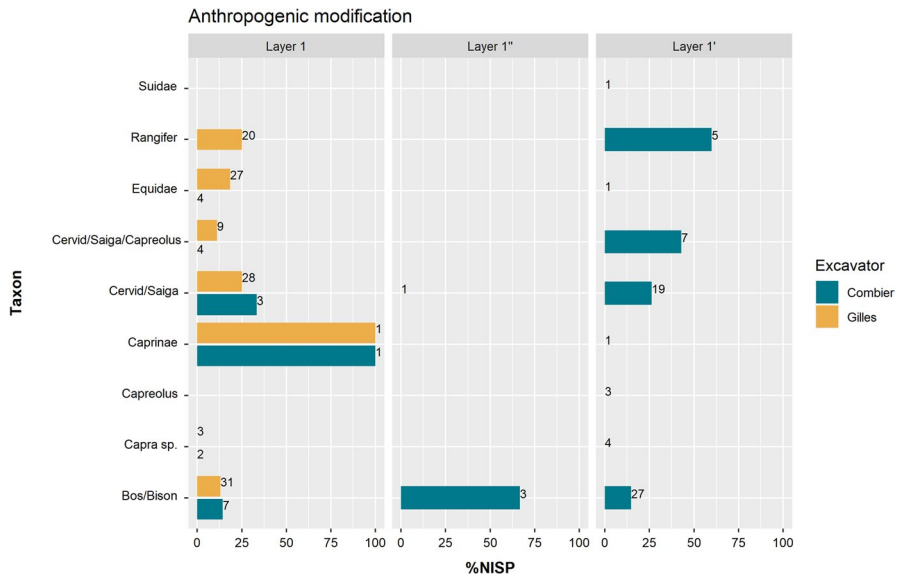 Anthropogenic modification
Layer 1
Layer 1"
Layer 1'
Suidae
1
Rangifer
20
5
Equidae
27
4
1
Cervid/Saiga/Capreolus
9
4
7
Cervid/Saiga
28
3
1
19
Caprinae
1
1
1
Capreolus
3
Capra sp.
3
2
4
Bos/Bison
31
7
3
27
0 25 50 75 100
0 25 50 75 100
0 25 50 75 100
%NISP
Taxon
Excavator
Combier
Gilles